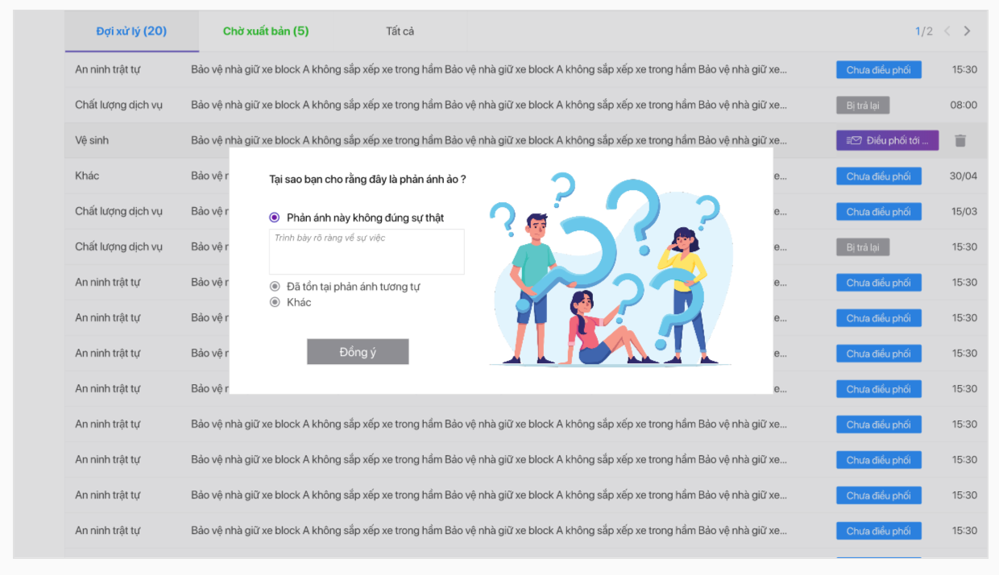 Đợi xử lý (20) Chờ xuất bản (5) Tất cả 1/2
An ninh trật tự Bảo vệ nhà giữ xe block A không sắp xếp xe trong hầm Bảo vệ nhà giữ xe block A không sắp xếp xe trong hầm Bảo vệ nhà giữ xe... Chưa điều phối 15:30
Chất lượng dịch vụ Bảo vệ nhà giữ xe block A không sắp xếp xe trong hầm Bảo vệ nhà giữ xe block A không sắp xếp xe trong hầm Bảo vệ nhà giữ xe... Bị trả lại 08:00
Vệ sinh Bảo vệ nhà giữ xe block A không sắp xếp xe trong hầm Bảo vệ nhà giữ xe block A không sắp xếp xe trong hầm Bảo vệ nhà giữ xe... Điều phối tới ...
Khác Bảo vệ e... Chưa điều phối 30/04
Chất lượng dịch vụ Bảo vệ e... Chưa điều phối 15/03
Chất lượng dịch vụ Bảo vệ e... Bị trả lại 15:30
An ninh trật tự Bảo vệ e... Chưa điều phối 15:30
An ninh trật tự Bảo vệ e... Chưa điều phối 15:30
An ninh trật tự Bảo vệ e... Chưa điều phối 15:30
An ninh trật tự Bảo vệ e... Chưa điều phối 15:30
Tại sao bạn cho rằng đây là phản ánh ảo ?
Phản ánh này không đúng sự thật
Trình bày rõ ràng về sự việc
Đã tồn tại phản ánh tương tự
Khác
Đồng ý
An ninh trật tự Bảo vệ nhà giữ xe block A không sắp xếp xe trong hầm Bảo vệ nhà giữ xe block A không sắp xếp xe trong hầm Bảo vệ nhà giữ xe... Chưa điều phối 15:30
An ninh trật tự Bảo vệ nhà giữ xe block A không sắp xếp xe trong hầm Bảo vệ nhà giữ xe block A không sắp xếp xe trong hầm Bảo vệ nhà giữ xe... Chưa điều phối 15:30
An ninh trật tự Bảo vệ nhà giữ xe block A không sắp xếp xe trong hầm Bảo vệ nhà giữ xe block A không sắp xếp xe trong hầm Bảo vệ nhà giữ xe... Chưa điều phối 15:30
An ninh trật tự Bảo vệ nhà giữ xe block A không sắp xếp xe trong hầm Bảo vệ nhà giữ xe block A không sắp xếp xe trong hầm Bảo vệ nhà giữ xe... Chưa điều phối 15:30